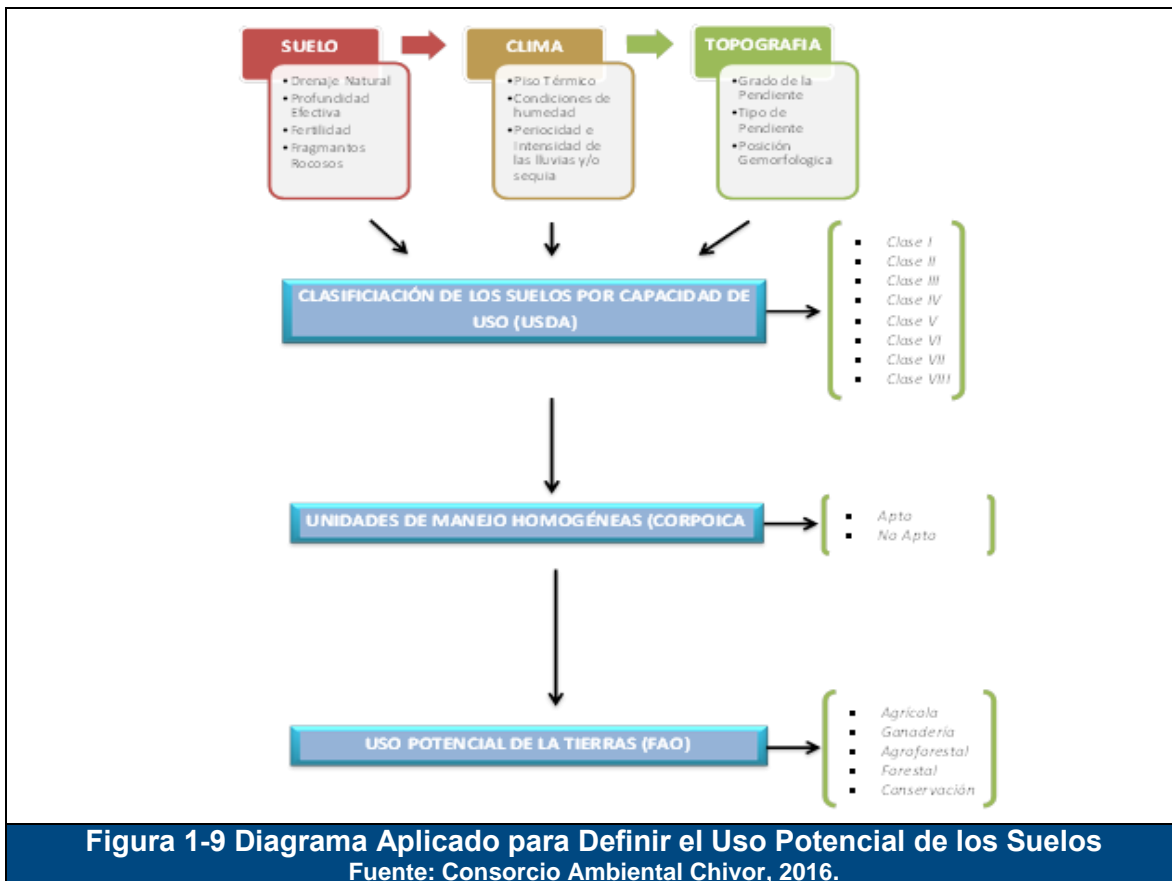 SUELO
• Drenaje Natural
• Profundidad
Efectiva
• Fertilidad
• Fragmantos
Rocosos
CLIMA
•Piso Térmico
•Condiciones de
humedad
•Periocidad e
Intensidad de
las lluvias y/o
sequia
TOPOGRAFIA
•Grado de la
Pendiente
•Tipo de
Pendiente
•Posición
Gemorfologica
CLASIFICIACIÓN DE LOS SUELOS POR CAPACIDAD DE
USO (USDA)
▪ Clase I
▪ Clase II
▪ Clase III
▪ Clase IV
▪ Clase V
▪ Clase VI
▪ Clase VII
▪ Clase VIII
UNIDADES DE MANEJO HOMOGÉNEAS (CORPOICA
▪ Apta
▪ No Apta
USO POTENCIAL DE LA TIERRAS (FAO)
▪ Agrícola
▪ Ganadería
▪ Agroforestal
▪ Forestal
▪ Conservación
Figura 1-9 Diagrama Aplicado para Definir el Uso Potencial de los Suelos
Fuente: Consorcio Ambiental Chivor, 2016.